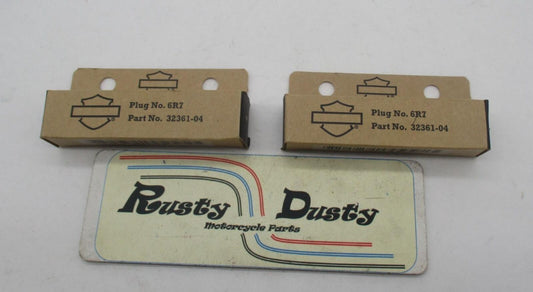 Plug No. 6R7
Part No. 32361-04
Plug No. 6R7
Part No. 32361-04
Rusty Dusty
Motorcycle Parts